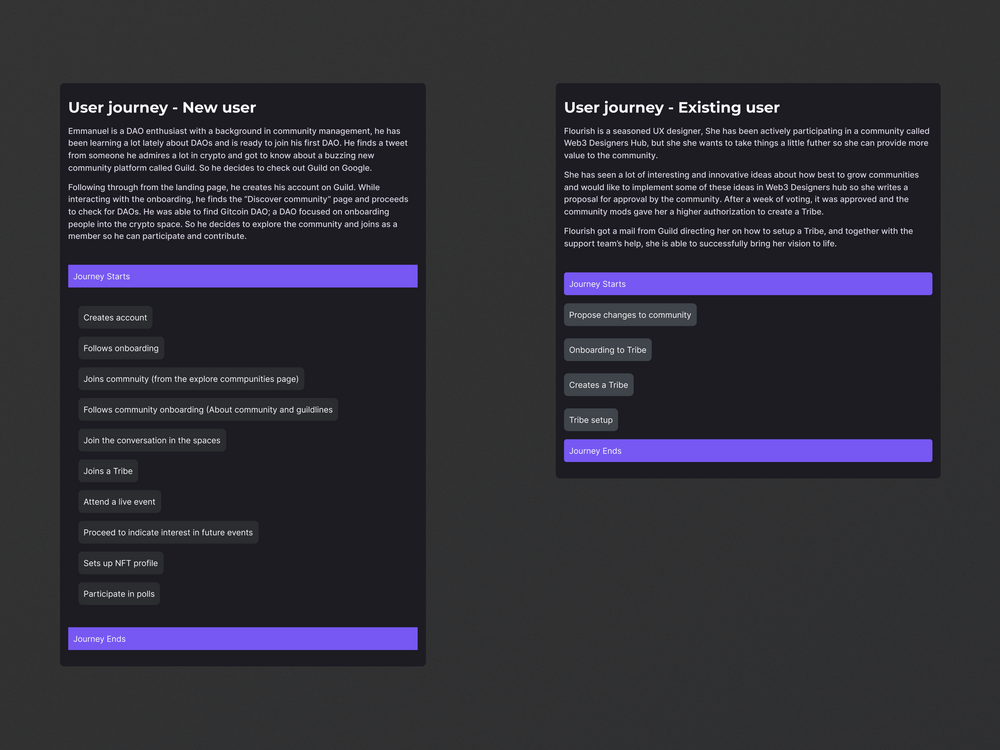 User journey - New user
Emmanuel is a DAO enthusiast with a background in community management, he has
been learning a lot lately about DAOs and is ready to join his first DAO. He finds a tweet
from someone he admires a lot in crypto and got to know about a buzzing new
community platform called Guild. So he decides to check out Guild on Google.
Following through from the landing page, he creates his account on Guild. While
interacting with the onboarding, he finds the “Discover community” page and proceeds
to check for DAOs. He was able to find Gitcoin DAO; a DAO focused on onboarding
people into the crypto space. So he decides to explore the community and joins as a
member so he can participate and contribute.
Journey Starts
Creates account
Follows onboarding
Joins commnuity (from the explore commpunities page)
Follows community onboarding (About community and guildlines
Join the conversation in the spaces
Joins a Tribe
Attend a live event
Proceed to indicate interest in future events
Sets up NFT profile
Participate in polls
Journey Ends
User journey - Existing user
Flourish is a seasoned UX designer, She has been actively participating in a community called
Web3 Designers Hub, but she she wants to take things a little futher so she can provide more
value to the community.
She has seen a lot of interesting and innovative ideas about how best to grow communities
and would like to implement some of these ideas in Web3 Designers hub so she writes a
proposal for approval by the community. After a week of voting, it was approved and the
community mods gave her a higher authorization to create a Tribe.
Flourish got a mail from Guild directing her on how to setup a Tribe, and together with the
support team’s help, she is able to successfully bring her vision to life.
Journey Starts
Propose changes to community
Onboarding to Tribe
Creates a Tribe
Tribe setup
Journey Ends